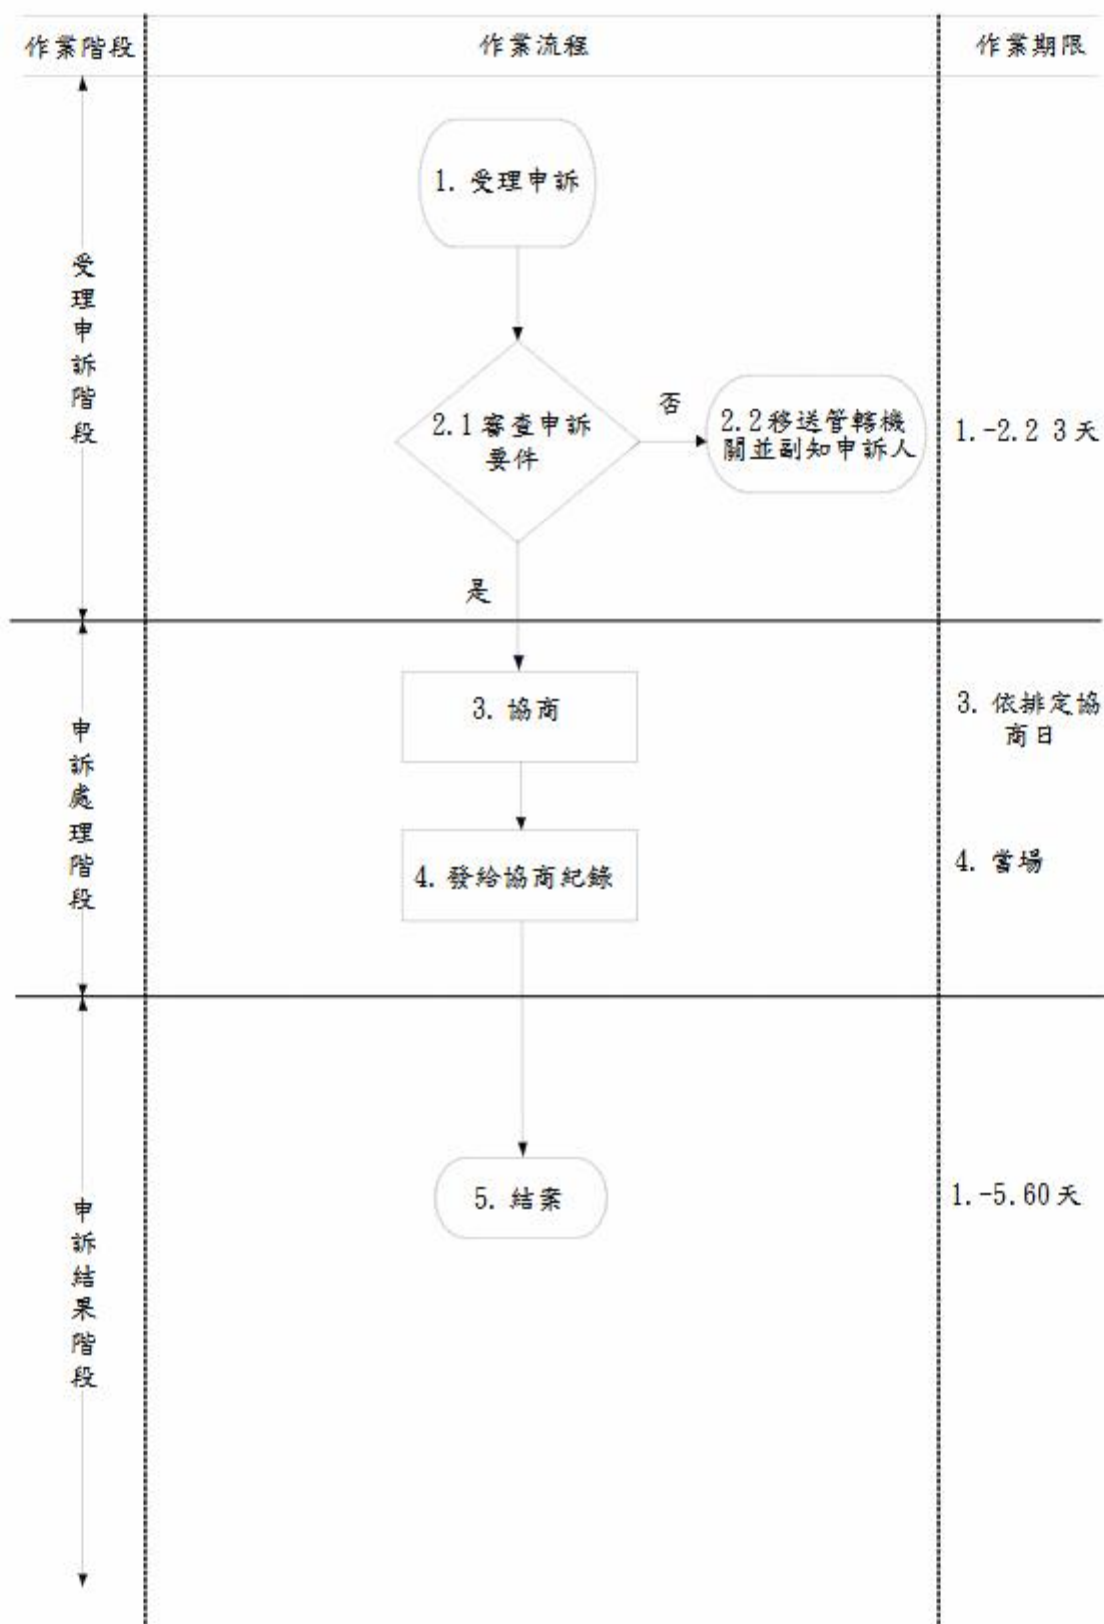 作業階段
作業流程
作業期限
受理申訴階段
1. 受理申訴
2.1 審查申訴
要件
否
2.2 移送管轄機
關並副知申訴人
1.-2.2 3 天
是
申訴處理階段
3. 協商
3. 依排定協
商日
4. 發給協商紀錄
4. 當場
申訴結果階段
5. 結案
1.-5.60 天